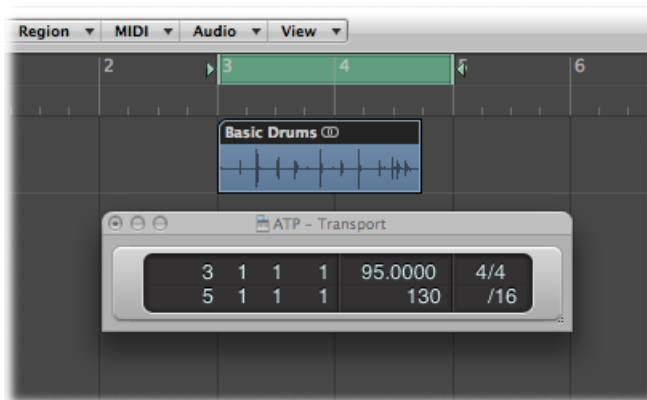 Region MIDI Audio View
2 3 4 5 6
Basic Drums
ATP - Transport
3 1 1 1 95.0000 4/4
5 1 1 1 130 /16